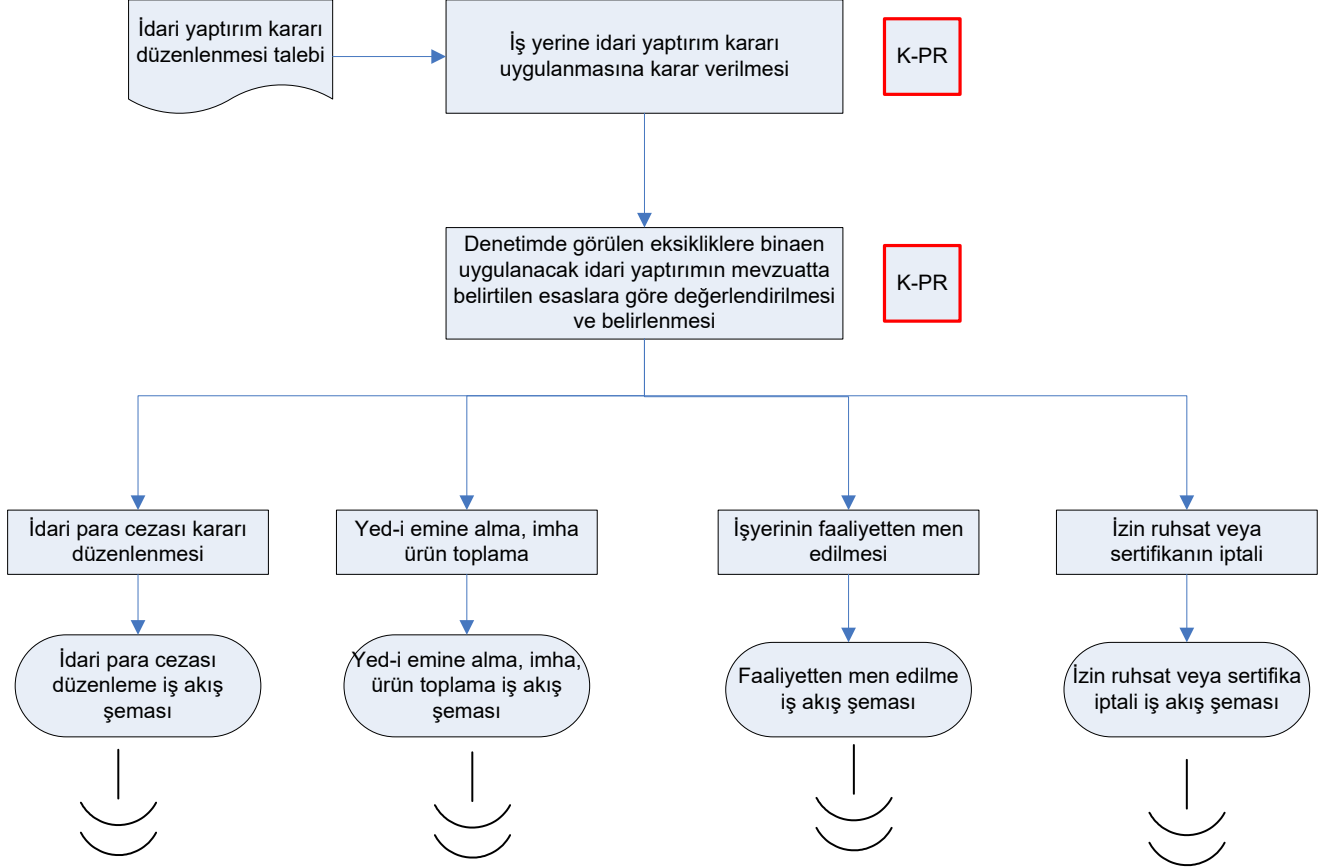 İdari yaptırım kararı
düzenlenmesi talebi
İş yerine idari yaptırım kararı
uygulanmasına karar verilmesi
K-PR
Denetimde görülen eksikliklere binaen
uygulanacak idari yaptırımın mevzuatta
belirtilen esaslara göre değerlendirilmesi
ve belirlenmesi
K-PR
İdari para cezası kararı
düzenlenmesi
Yed-i emine alma, imha
ürün toplama
İşyerinin faaliyetten men
edilmesi
İzin ruhsat veya
sertifikanın iptali
İdari para cezası
düzenleme iş akış
şeması
Yed-i emine alma, imha,
ürün toplama iş akış
şeması
Faaliyetten men edilme
iş akış şeması
İzin ruhsat veya sertifika
iptali iş akış şeması